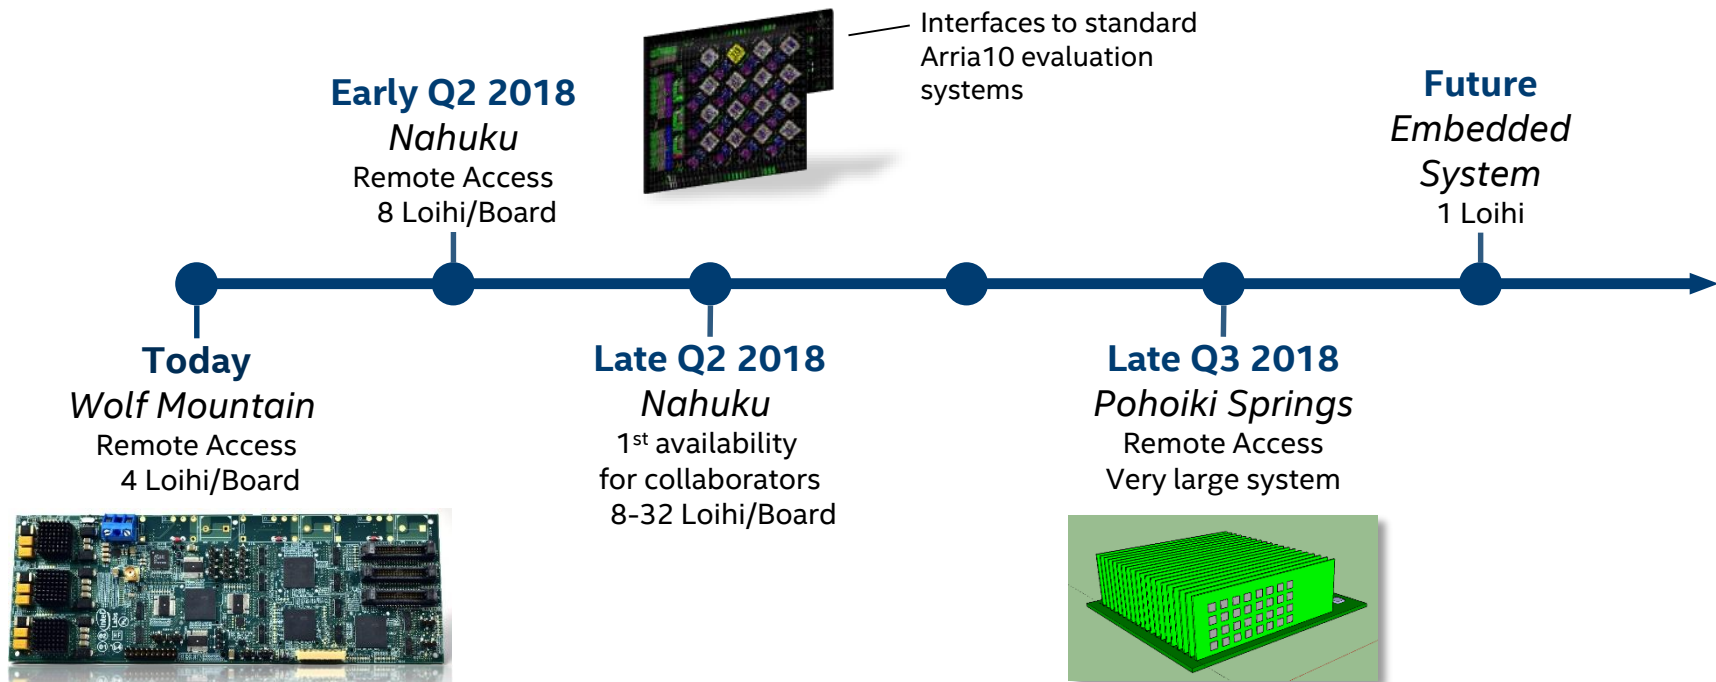 Interfaces to standard
Arria10 evaluation
systems
Early Q2 2018
Nahuku
Remote Access
8 Loihi/Board
Future
Embedded
System
1 Loihi
Today
Wolf Mountain
Remote Access
4 Loihi/Board
Late Q2 2018
Nahuku
1st availability
for collaborators
8-32 Loihi/Board
Late Q3 2018
Pohoiki Springs
Remote Access
Very large system